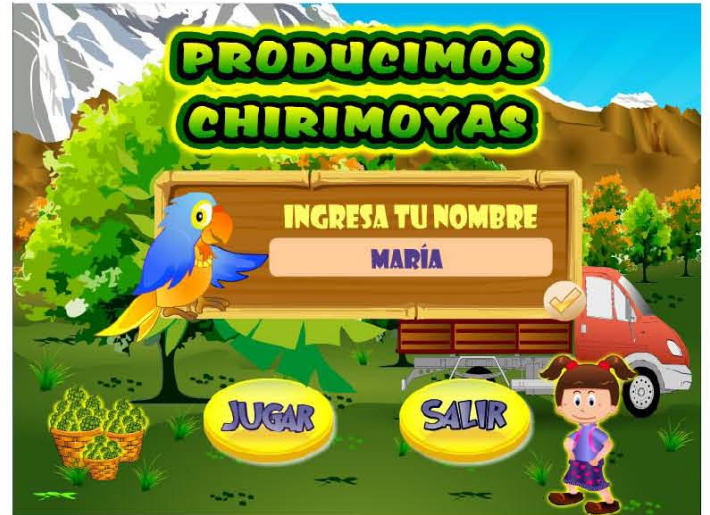 PRODUCIMOS
CHIRIMOYAS
INGRESA TU NOMBRE
MARÍA
JUGAR
SALIR